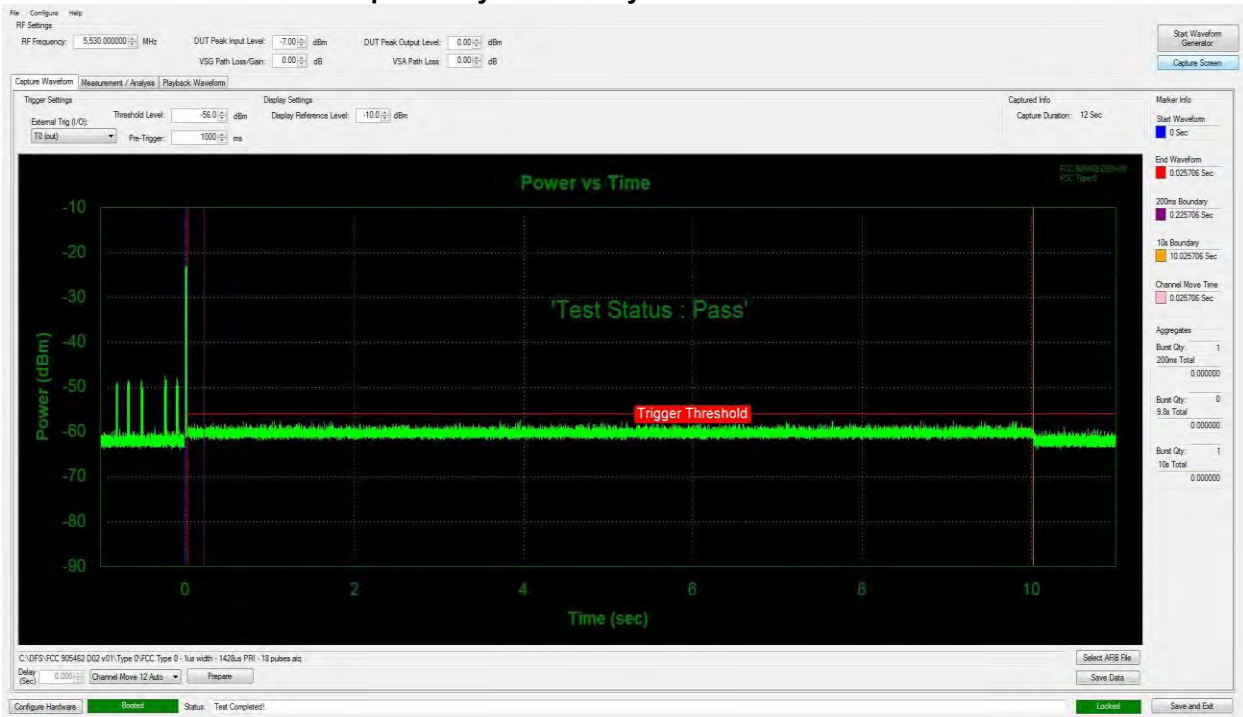 File Configure Help
RF Settings
RF Frequency: 5,530.000000 MHz DUT Peak Input Level: -7.00 dBm DUT Peak Output Level: 0.00 dBm
VSG Path Loss/Gain: 0.00 dB VSA Path Loss: 0.00 dB
Start Waveform
Generator
Capture Screen
Capture Waveform Measurement / Analysis Playback Waveform
Trigger Settings
Threshold Level: -56.0 dBm
External Trig (I/O):
T0 (out)
Pre-Trigger: 1000 ms
Display Settings
Display Reference Level: -10.0 dBm
Captured Info
Capture Duration: 12 Sec
Marker Info
Start Waveform
0 Sec
End Waveform
0.025706 Sec
200ms Boundary
0.225706 Sec
10s Boundary
10.025706 Sec
Channel Move Time
0.025706 Sec
Aggregates
Burst Qty: 1
200ms Total
0.000000
Burst Qty: 0
9.8s Total
0.000000
Burst Qty: 1
10s Total
0.000000
Power vs Time
FCC 905462 D02 v01
FCC Type 0
'Test Status : Pass'
Trigger Threshold
Power (dBm)
-10
-20
-30
-40
-50
-60
-70
-80
-90
0 2 4 6 8 10
Time (sec)
C:\DFS\FCC 905462 D02 v01\Type 0\FCC Type 0 - 1us width - 1428us PRI - 18 pulses.aiq
Select ARB File
Delay
(Sec) 0.000 Channel Move 12 Auto Prepare
Save Data
Configure Hardware Booted Status: Test Completed! Locked Save and Exit